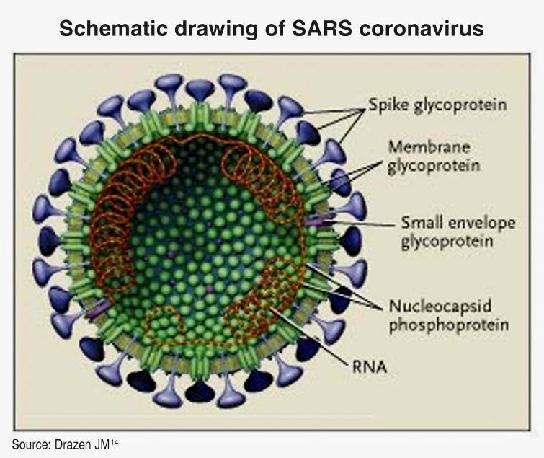 Schematic drawing of SARS coronavirus
Spike glycoprotein
Membrane
glycoprotein
Small envelope
glycoprotein
Nucleocapsid
phosphoprotein
RNA
Source: Drazen JM